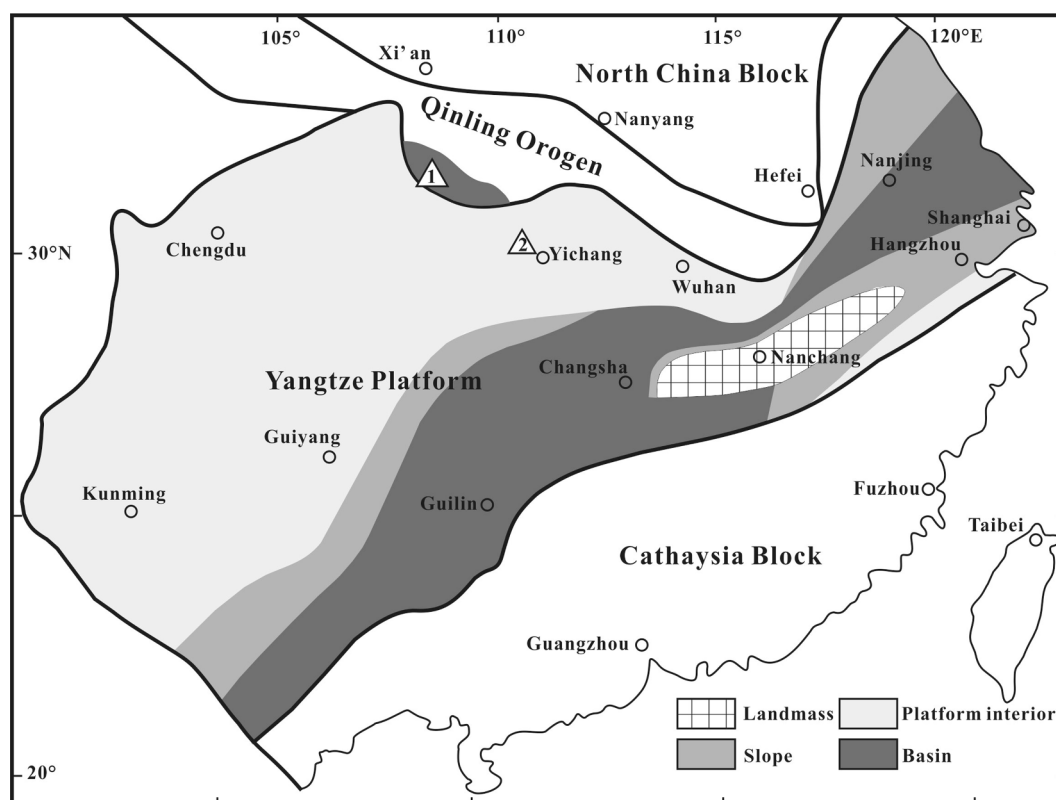 105°
110°
115°
120°E
Xi'an
North China Block
Qinling Orogen
Nanyang
Hefei
Nanjing
1
Shanghai
Hangzhou
30°N
Chengdu
2
Yichang
Wuhan
Nanchang
Changsha
Yangtze Platform
Guiyang
Kunming
Guilin
Fuzhou
Taibei
Cathaysia Block
Guangzhou
Landmass
Platform interior
Slope
Basin
20°